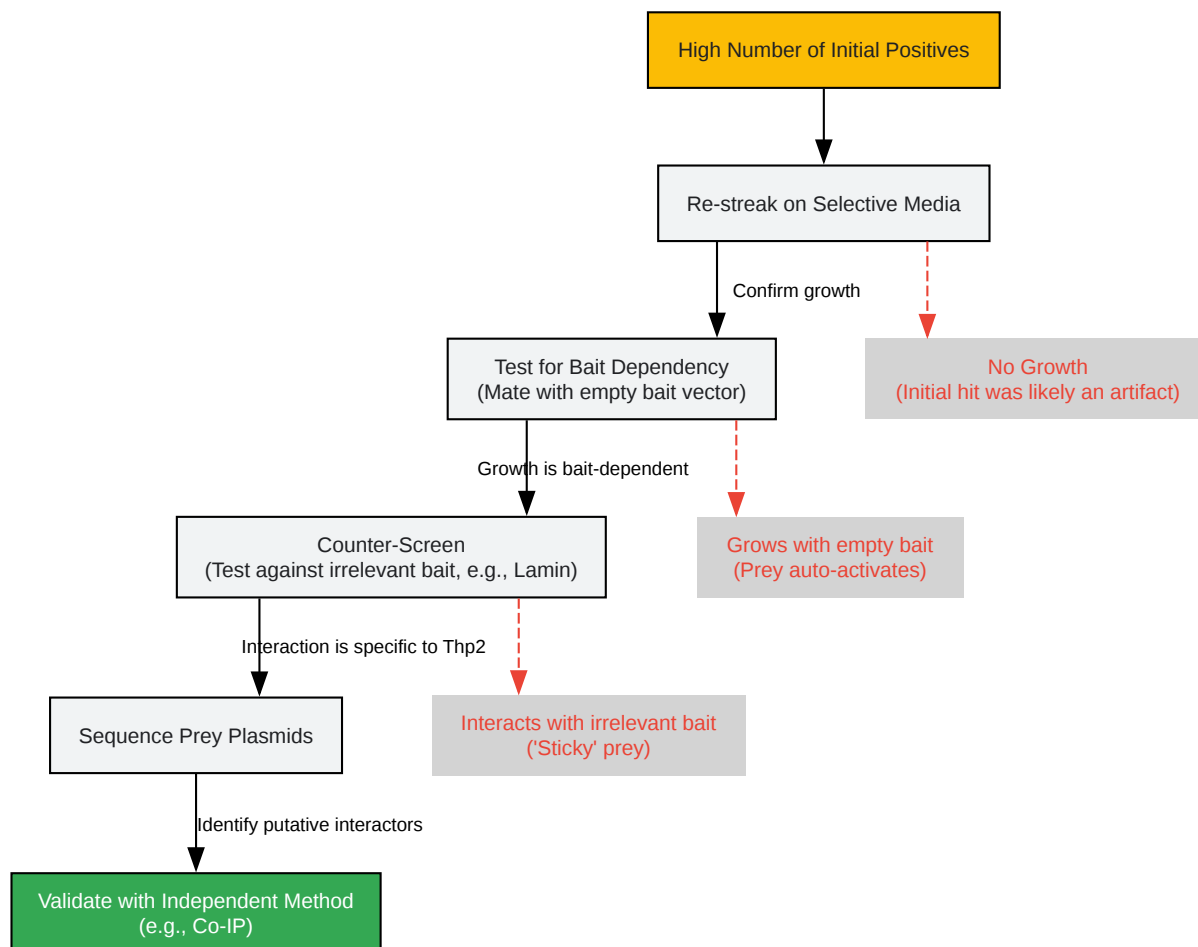 High Number of Initial Positives
Re-streak on Selective Media
Confirm growth
Test for Bait Dependency
(Mate with empty bait vector)
No Growth
(Initial hit was likely an artifact)
Growth is bait-dependent
Counter-Screen
(Test against irrelevant bait, e.g., Lamin)
Grows with empty bait
(Prey auto-activates)
Interaction is specific to Thp2
Sequence Prey Plasmids
Interacts with irrelevant bait
('Sticky' prey)
Identify putative interactors
Validate with Independent Method
(e.g., Co-IP)